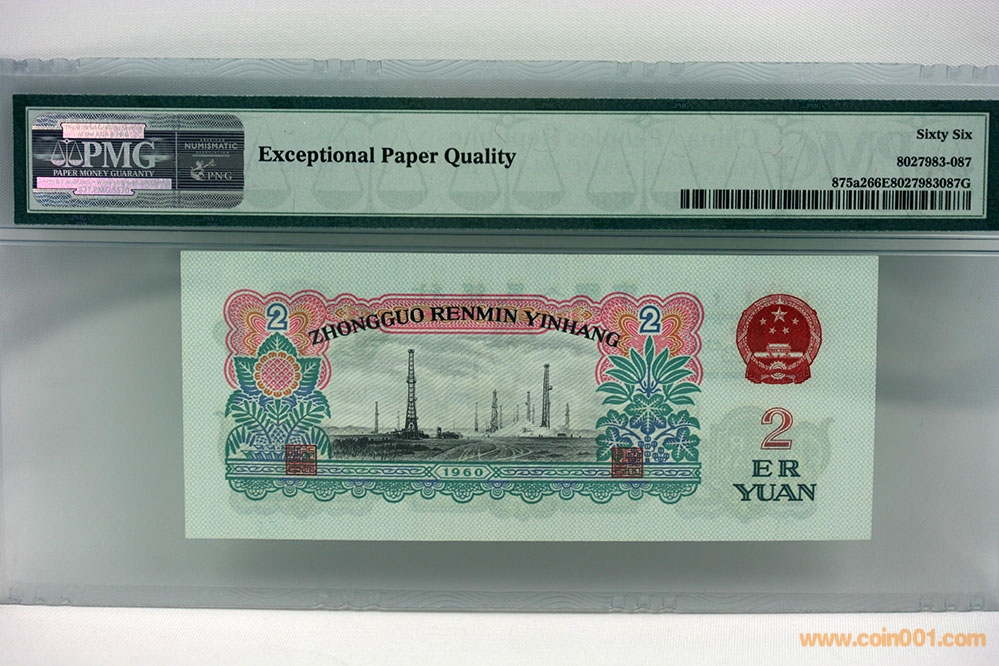 PMG
PAPER MONEY GUARANTY
NUMISMATIC
PNG
Exceptional Paper Quality
Sixty Six
8027983-087
875a266E8027983087G
2
ZHONGGUO RENMIN YINHANG
2
1960
2
ER
YUAN
www.coin001.com